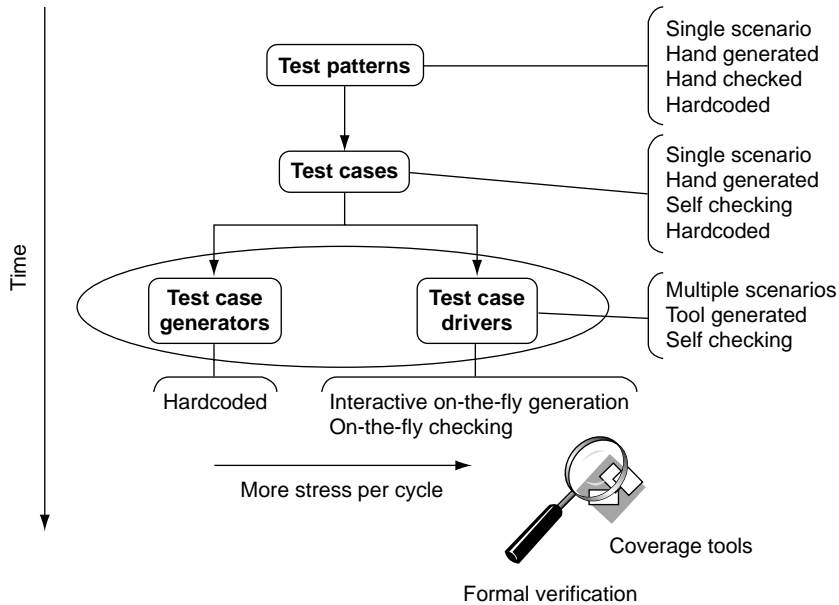 Test patterns
Single scenario
Hand generated
Hand checked
Hardcoded
Test cases
Single scenario
Hand generated
Self checking
Hardcoded
Time
Test case
generators
Test case
drivers
Multiple scenarios
Tool generated
Self checking
Hardcoded
Interactive on-the-fly generation
On-the-fly checking
More stress per cycle
Coverage tools
Formal verification